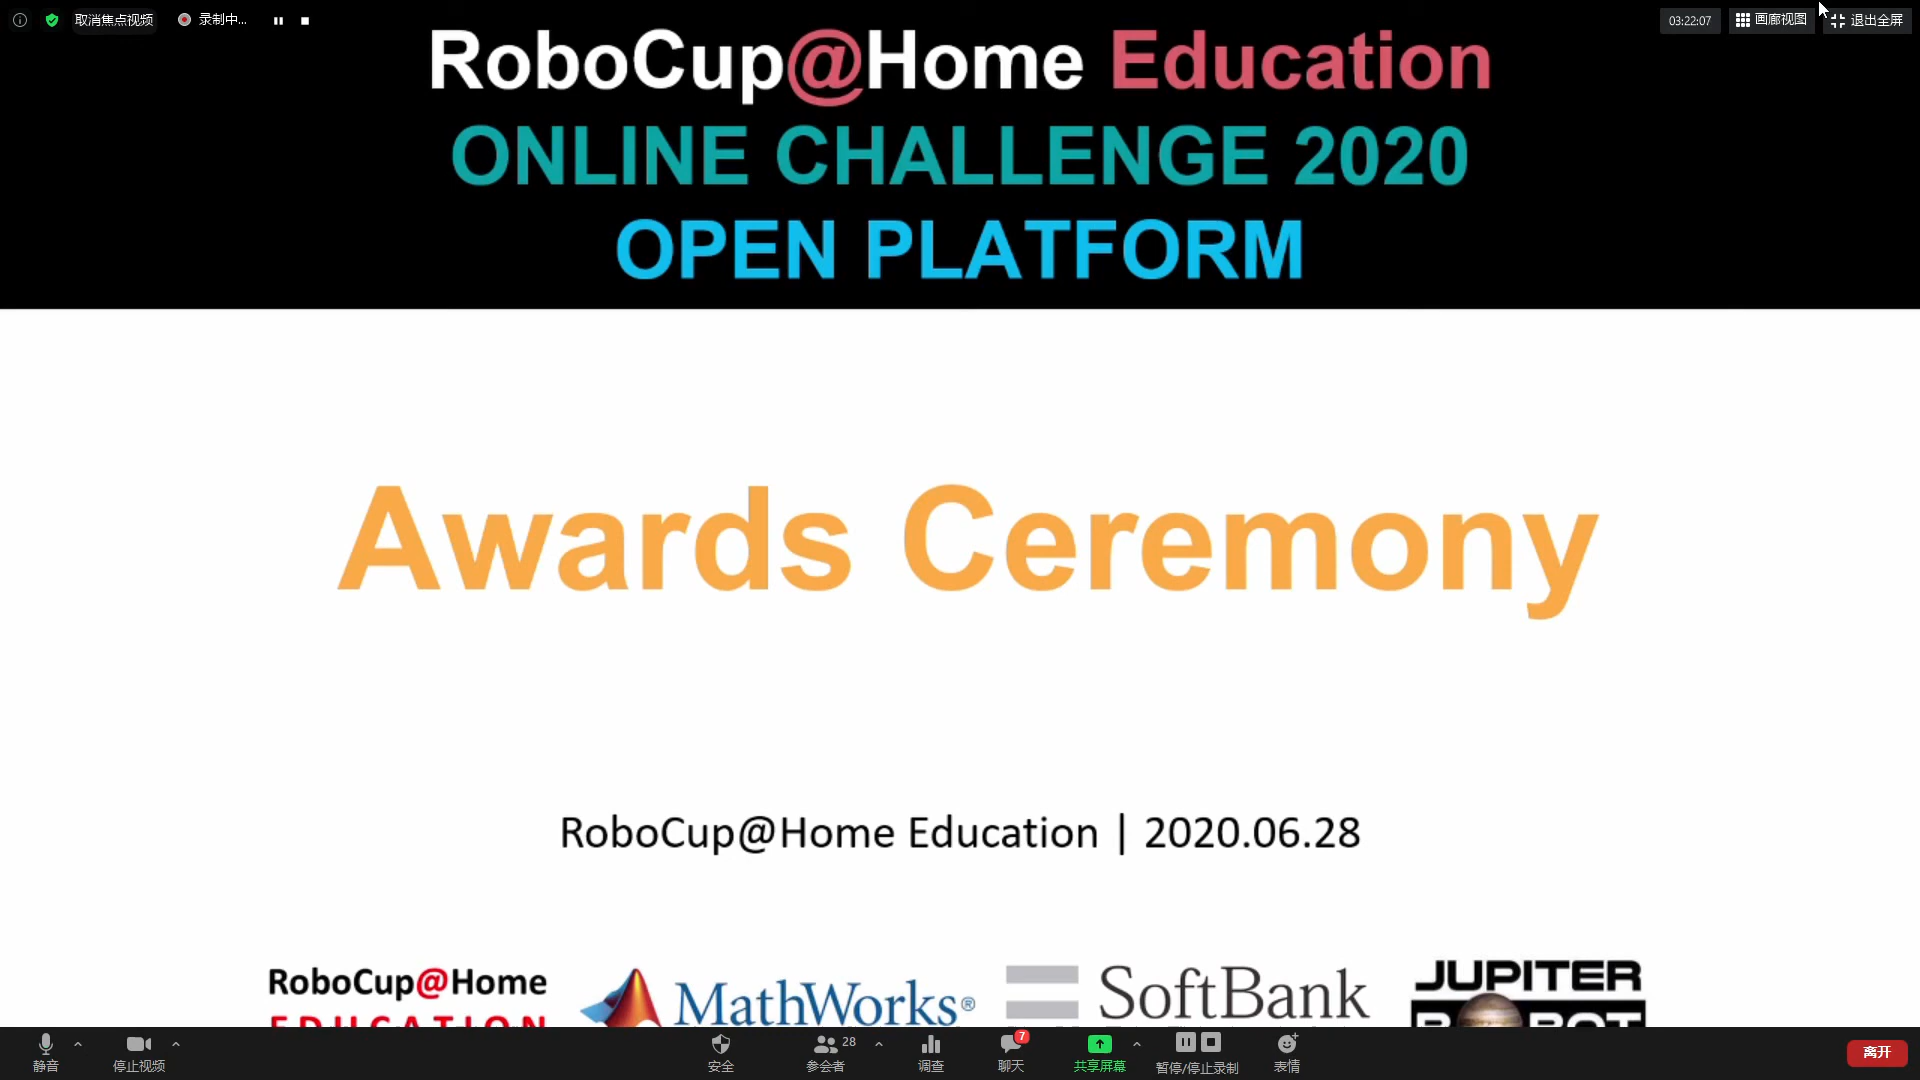 取消焦点视频 录制中... 03:22:07 画廊视图 退出全屏
RoboCup@Home Education
ONLINE CHALLENGE 2020
OPEN PLATFORM
Awards Ceremony
RoboCup@Home Education | 2020.06.28
RoboCup@Home MathWorks® SoftBank JUPITER
EDUCATION ROBOT
28 7
静音 停止视频 安全 参会者 调查 聊天 共享屏幕 暂停/停止录制 表情 离开